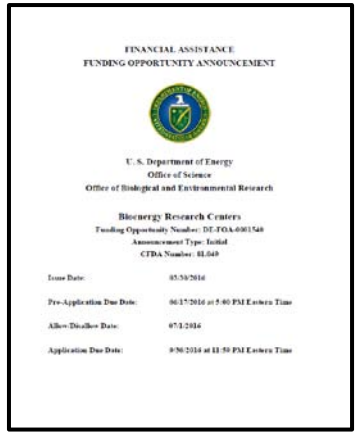 FINANCIAL ASSISTANCE
FUNDING OPPORTUNITY ANNOUNCEMENT
U. S. Department of Energy
Office of Science
Office of Biological and Environmental Research
Bioenergy Research Centers
Funding Opportunity Number: DE-FOA-0001540
Announcement Type: Initial
CFDA Number: 81.049
Issue Date: 05/30/2016
Pre-Application Due Date: 06/17/2016 at 5:00 PM Eastern Time
Allow/Disallow Date: 07/1/2016
Application Due Date: 9/30/2016 at 11:59 PM Eastern Time